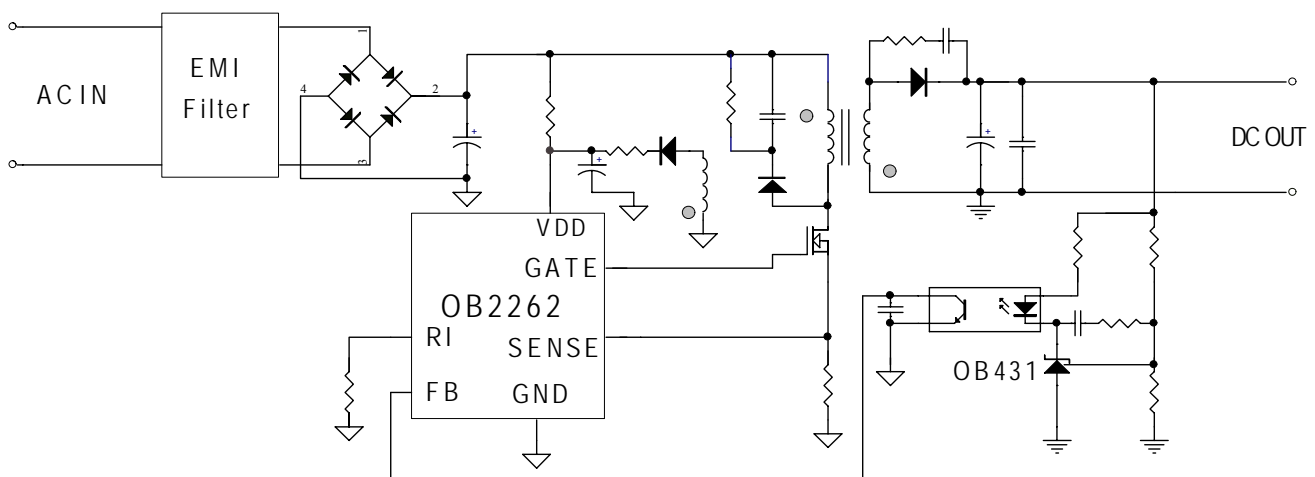 AC IN
EMI
Filter
1
4
2
3
+
+
+
DC OUT
VDD
GATE
OB2262
RI
SENSE
FB
GND
OB431